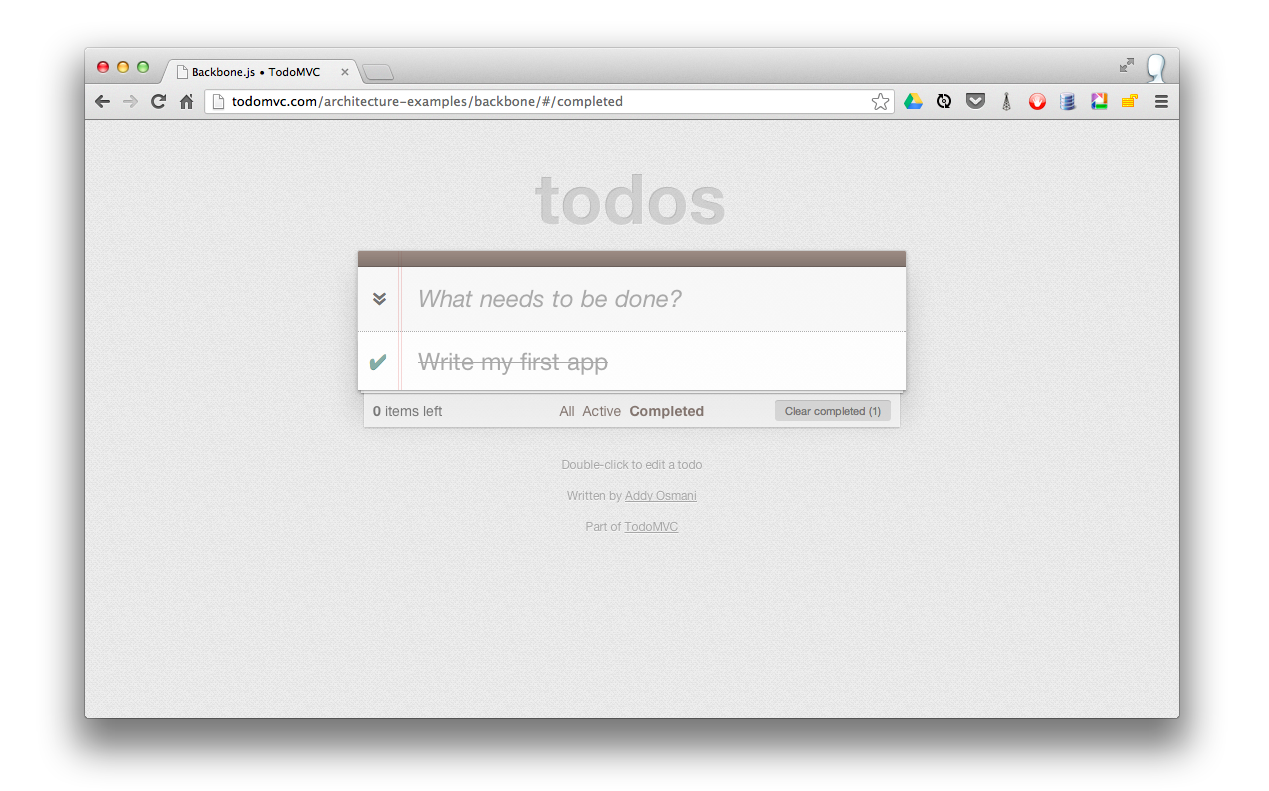 Backbone.js • TodoMVC
todomvc.com/architecture-examples/backbone/#/completed
todos
What needs to be done?
Write my first app
0 items left All Active Completed Clear completed (1)
Double-click to edit a todo
Written by Addy Osmani
Part of TodoMVC